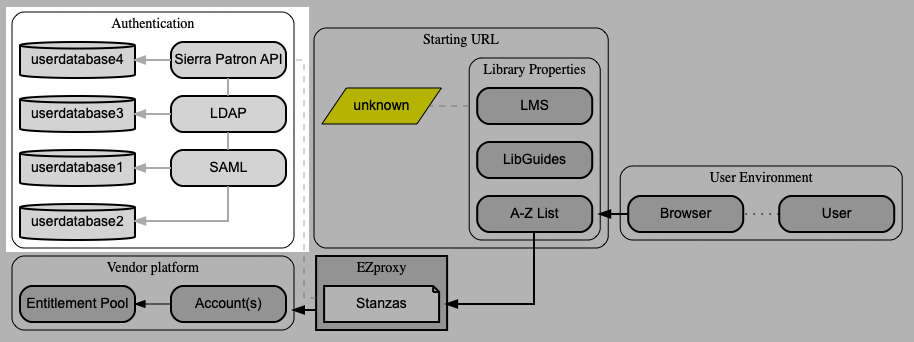 Authentication
userdatabase4
Sierra Patron API
userdatabase3
LDAP
userdatabase1
SAML
userdatabase2
Starting URL
Library Properties
unknown
LMS
LibGuides
A-Z List
User Environment
Browser
User
Vendor platform
Entitlement Pool
Account(s)
EZproxy
Stanzas